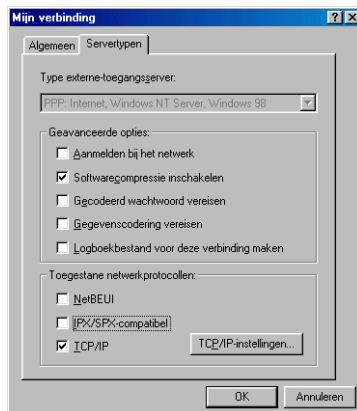 Mijn verbinding
Algemeen Servertypen
Type externe-toegangsserver:
PPP: Internet, Windows NT Server, Windows 98
Geavanceerde opties:
Aanmelden bij het netwerk
Softwarecompressie inschakelen
Gecodeerd wachtwoord vereisen
Gegevenscodering vereisen
Logboekbestand voor deze verbinding maken
Toegestane netwerkprotocollen:
NetBEUI
IPX/SPX-compatibel
TCP/IP TCP/IP-instellingen...
OK Annuleren